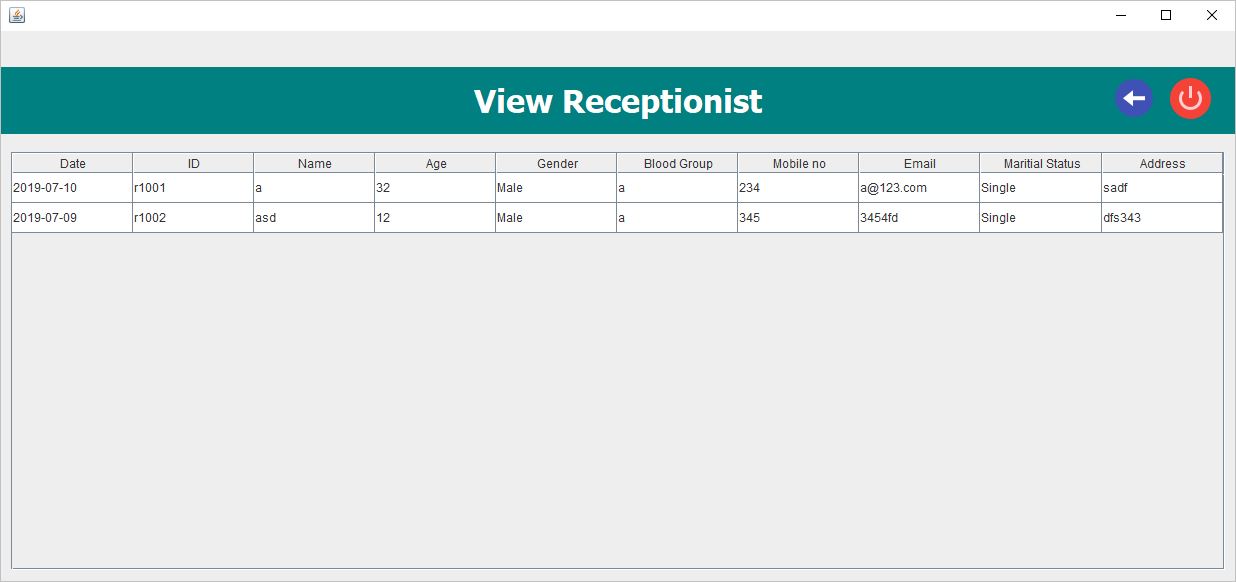 View Receptionist
Date ID Name Age Gender Blood Group Mobile no Email Maritial Status Address
2019-07-10 r1001 a 32 Male a 234 a@123.com Single sadf
2019-07-09 r1002 asd 12 Male a 345 3454fd Single dfs343